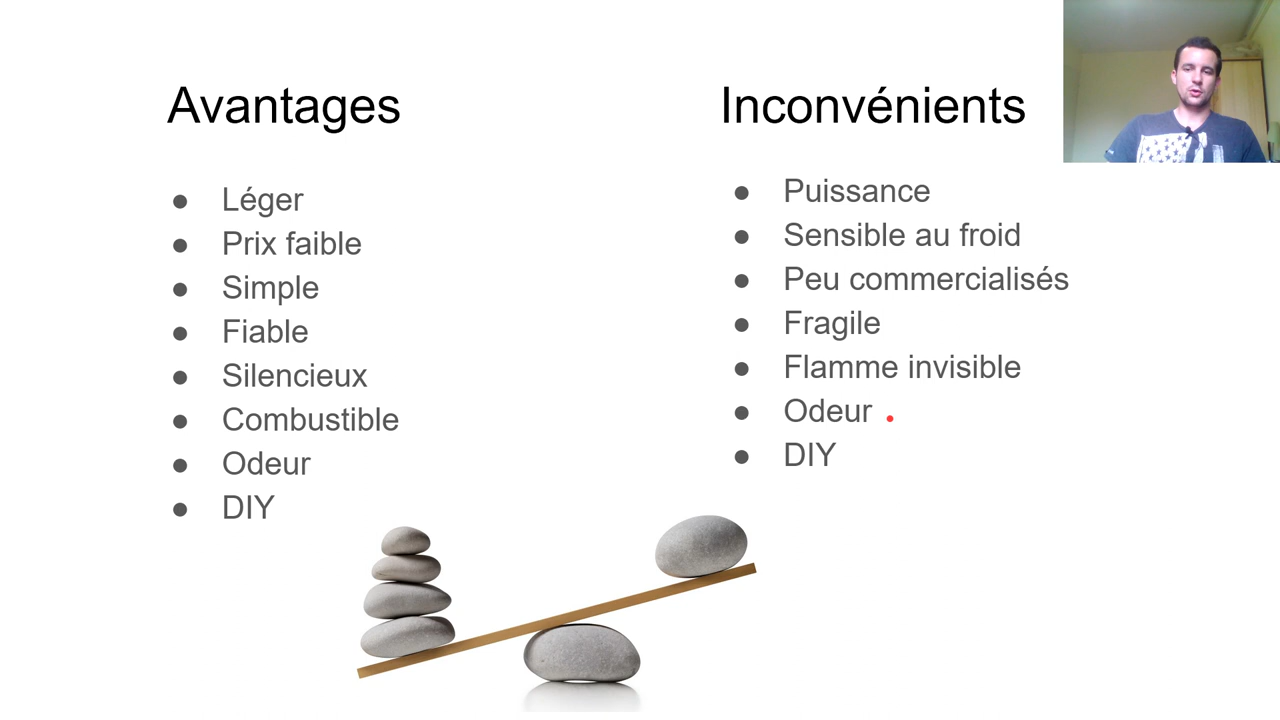 Avantages
Léger
Prix faible
Simple
Fiable
Silencieux
Combustible
Odeur
DIY
Inconvénients
Puissance
Sensible au froid
Peu commercialisés
Fragile
Flamme invisible
Odeur
DIY